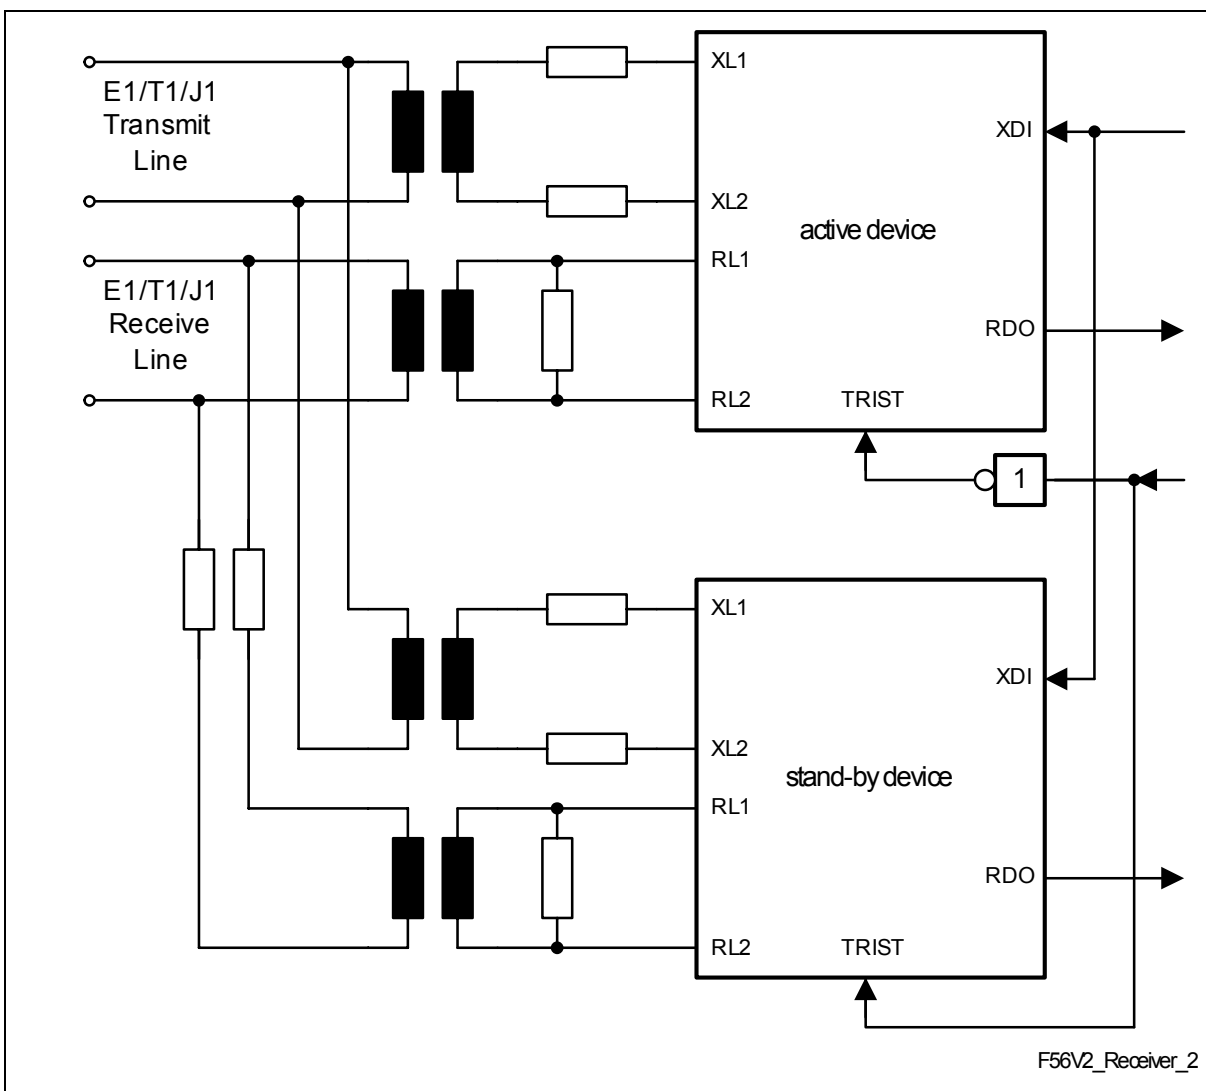 E1/T1/J1
Transmit
Line
E1/T1/J1
Receive
Line
XL1
XDI
XL2
active device
RL1
RDO
RL2
TRIST
1
XL1
XDI
XL2
stand-by device
RL1
RDO
RL2
TRIST
F56V2_Receiver_2